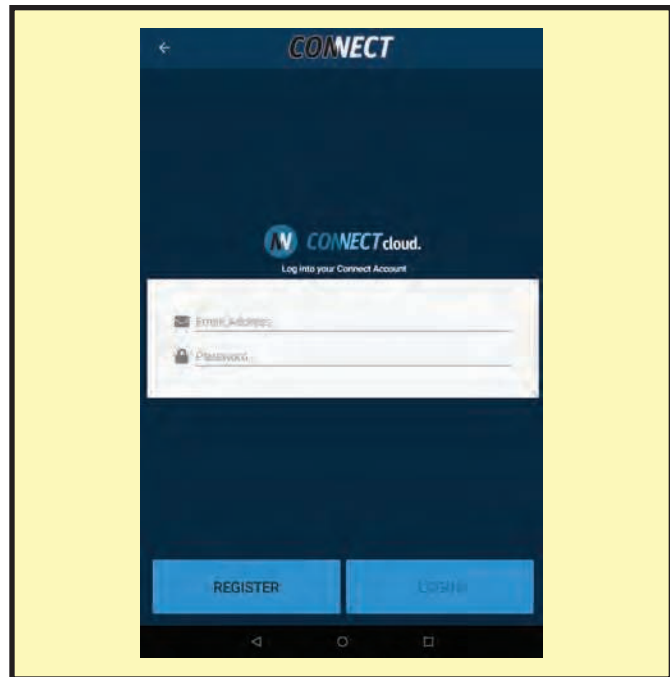 CONNECT
CONNECT cloud.
Log into your Connect Account
Email Address
Password
REGISTER
LOGIN